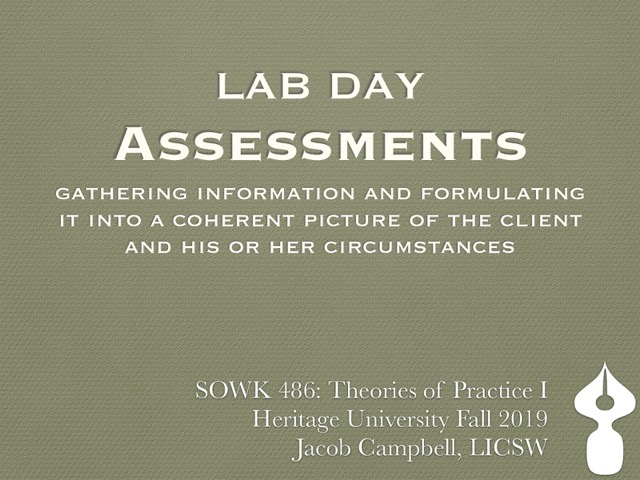 LAB DAY
ASSESSMENTS
GATHERING INFORMATION AND FORMULATING
IT INTO A COHERENT PICTURE OF THE CLIENT
AND HIS OR HER CIRCUMSTANCES
SOWK 486: Theories of Practice I
Heritage University Fall 2019
Jacob Campbell, LICSW